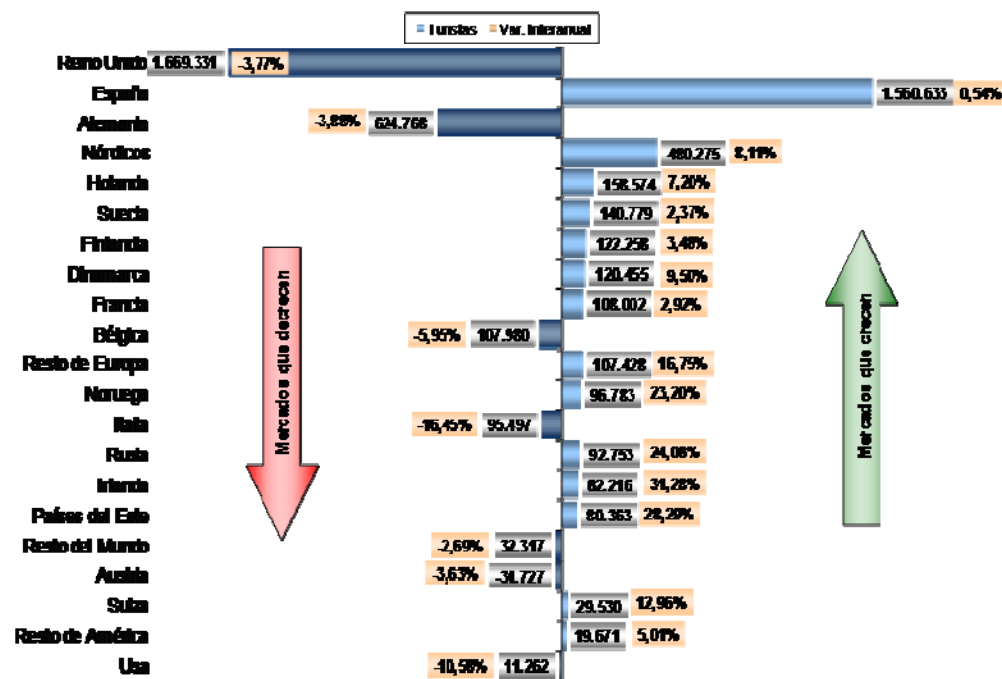 Turistas Var. Interanual
Reino Unido 1.669.331 -3,77%
España 1.560.633 0,54%
Alemania -3,88% 624.768
Nórdicos 480.275 8,11%
Holanda 158.574 7,20%
Suecia 140.779 2,37%
Finlandia 122.258 3,48%
Dinamarca 120.455 9,50%
Francia 108.002 2,92%
Bélgica -5,95% 107.980
Resto de Europa 107.428 16,75%
Noruega 96.783 23,20%
Italia -16,45% 95.497
Rusia 92.753 24,08%
Irlanda 82.216 31,28%
Países del Este 80.363 28,29%
Resto del Mundo -2,69% 32.317
Austria -3,63% -31.727
Suiza 29.530 12,96%
Resto de América 19.671 5,01%
Usa -10,58% 11.262
Mercados que decrecen
Mercados que crecen